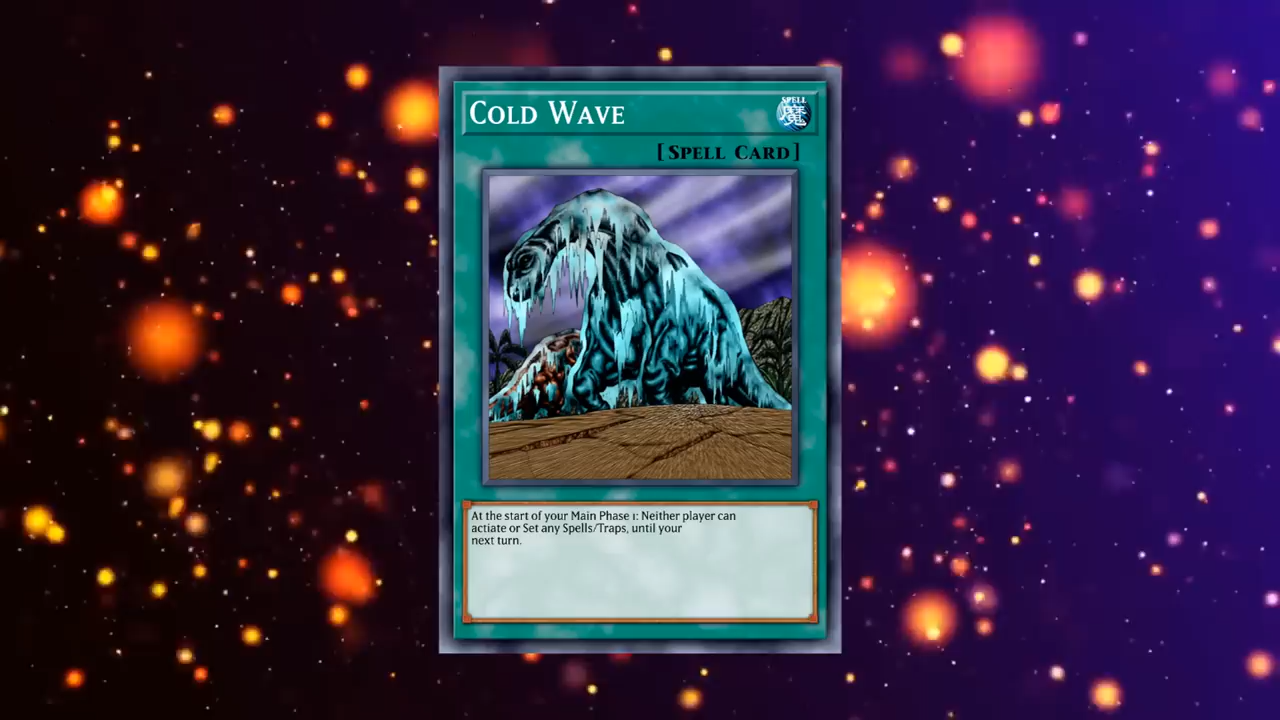 COLD WAVE
SPELL
魔
[SPELL CARD]
At the start of your Main Phase 1: Neither player can
actiate or Set any Spells/Traps, until your
next turn.